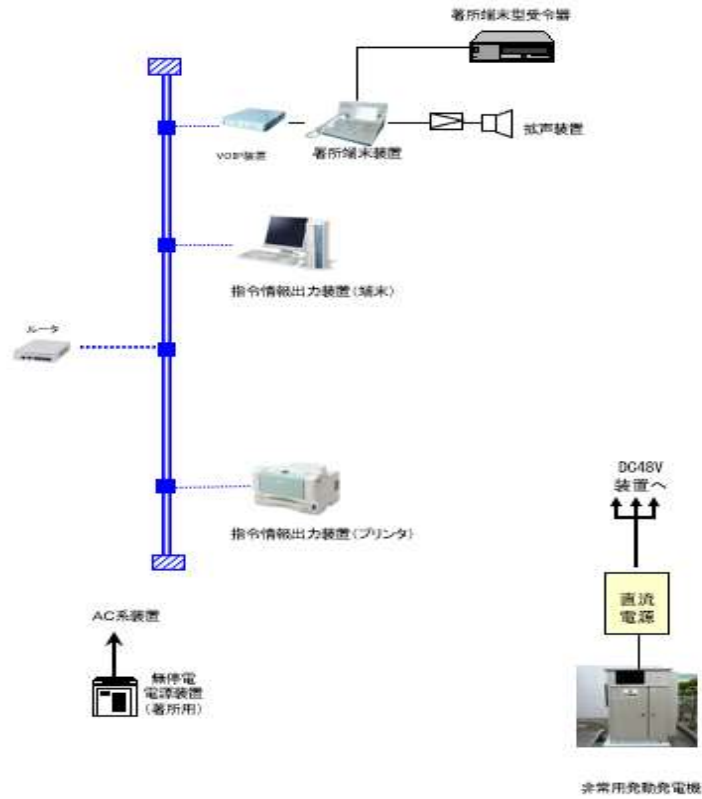 署所端末型受令器
VOIP装置
署所端末装置
拡声装置
指令情報出力装置(端末)
ルータ
指令情報出力装置(プリンタ)
DC48V
装置へ
直流
電源
AC系装置
無停電
電源装置
(署所用)
非常用発動発電機